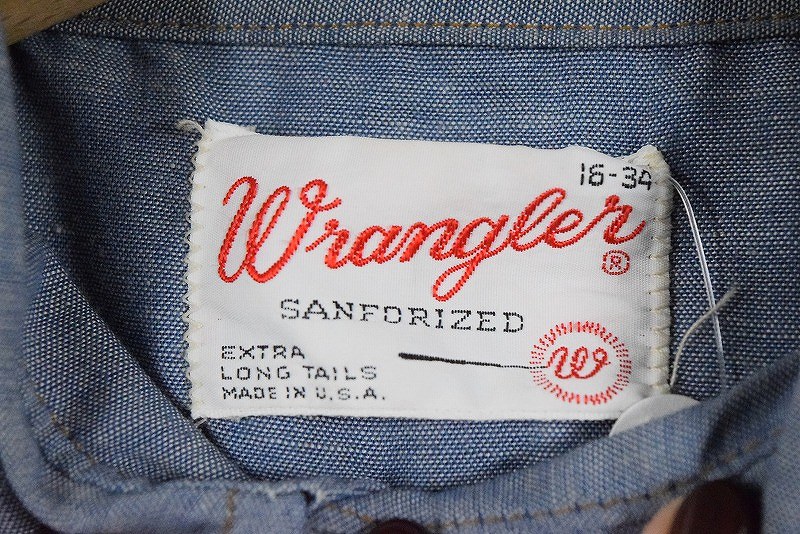 16-34
Wrangler®
SANFORIZED
EXTRA
LONG TAILS
MADE IN U.S.A.
W